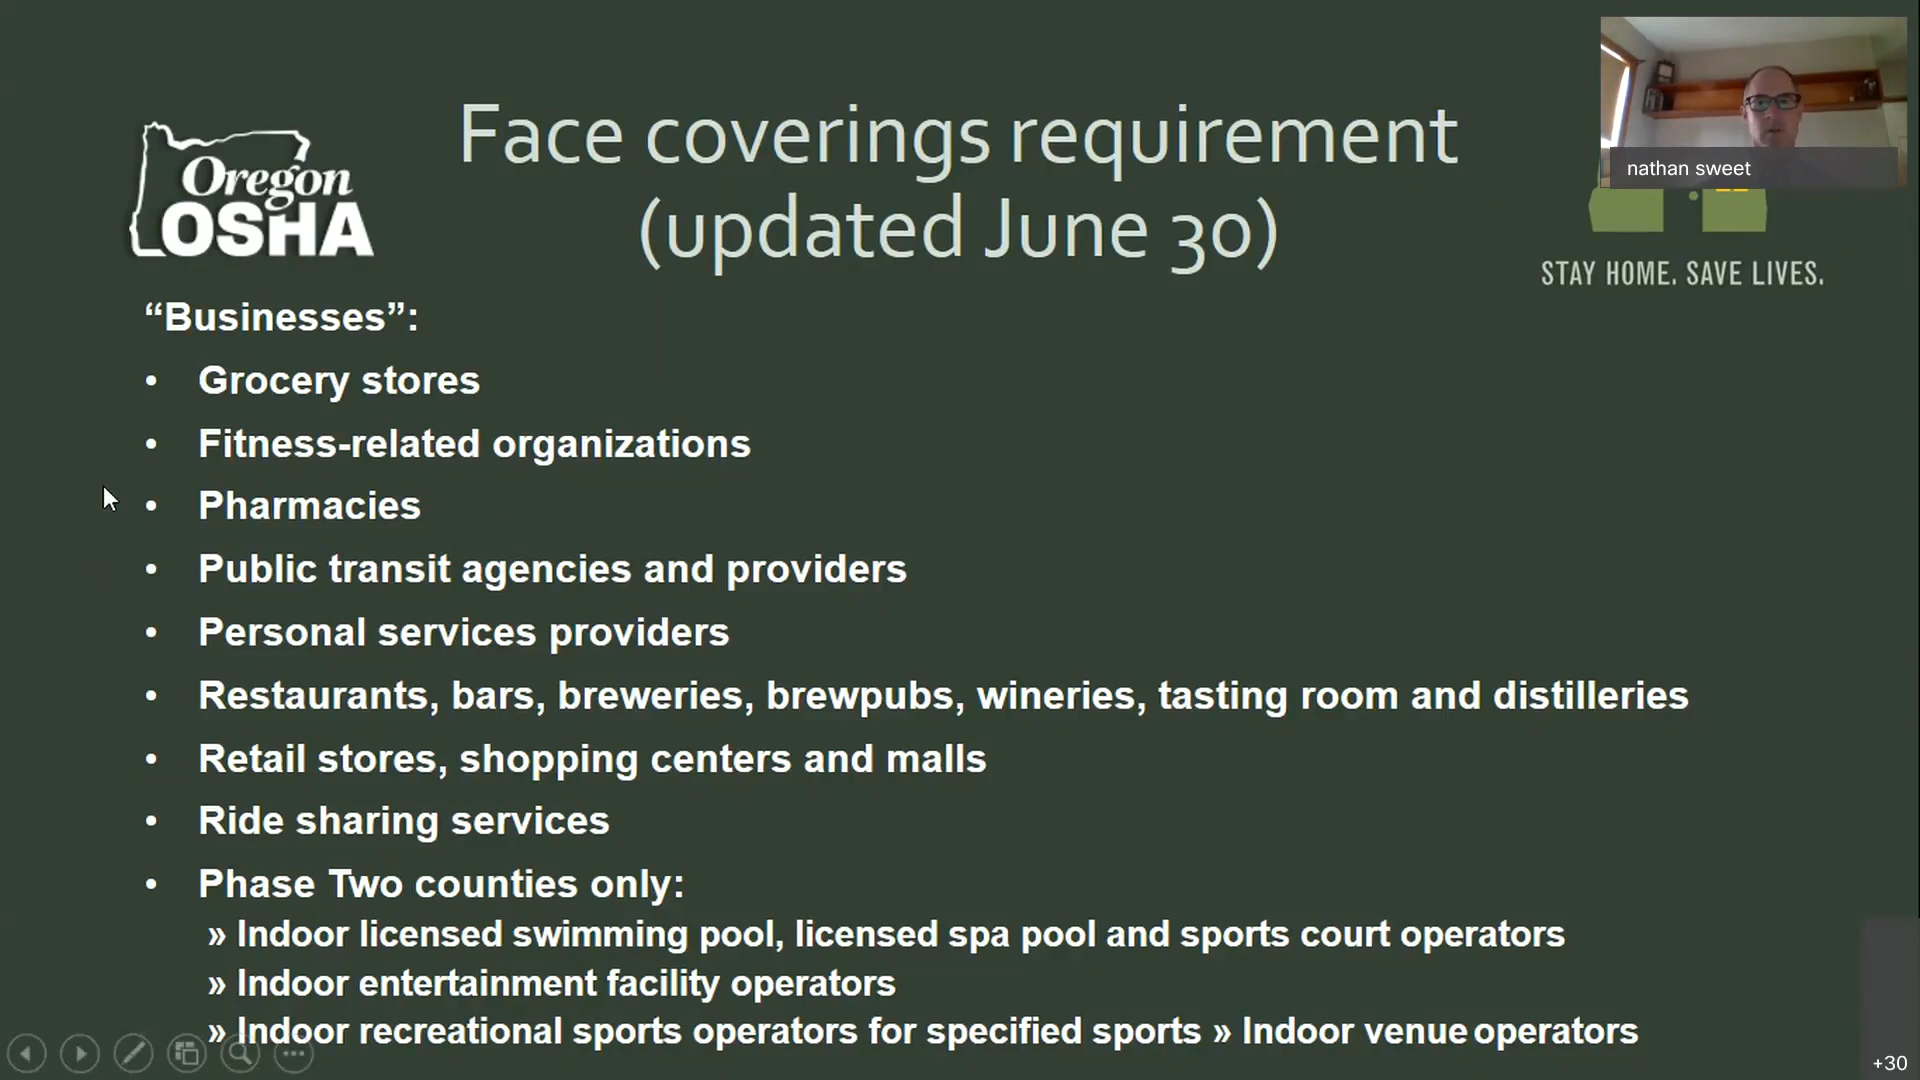 Oregon
OSHA
Face coverings requirement
(updated June 30)
nathan sweet
STAY HOME. SAVE LIVES.
“Businesses”:
• Grocery stores
• Fitness-related organizations
• Pharmacies
• Public transit agencies and providers
• Personal services providers
• Restaurants, bars, breweries, brewpubs, wineries, tasting room and distilleries
• Retail stores, shopping centers and malls
• Ride sharing services
• Phase Two counties only:
» Indoor licensed swimming pool, licensed spa pool and sports court operators
» Indoor entertainment facility operators
» Indoor recreational sports operators for specified sports » Indoor venue operators
+30